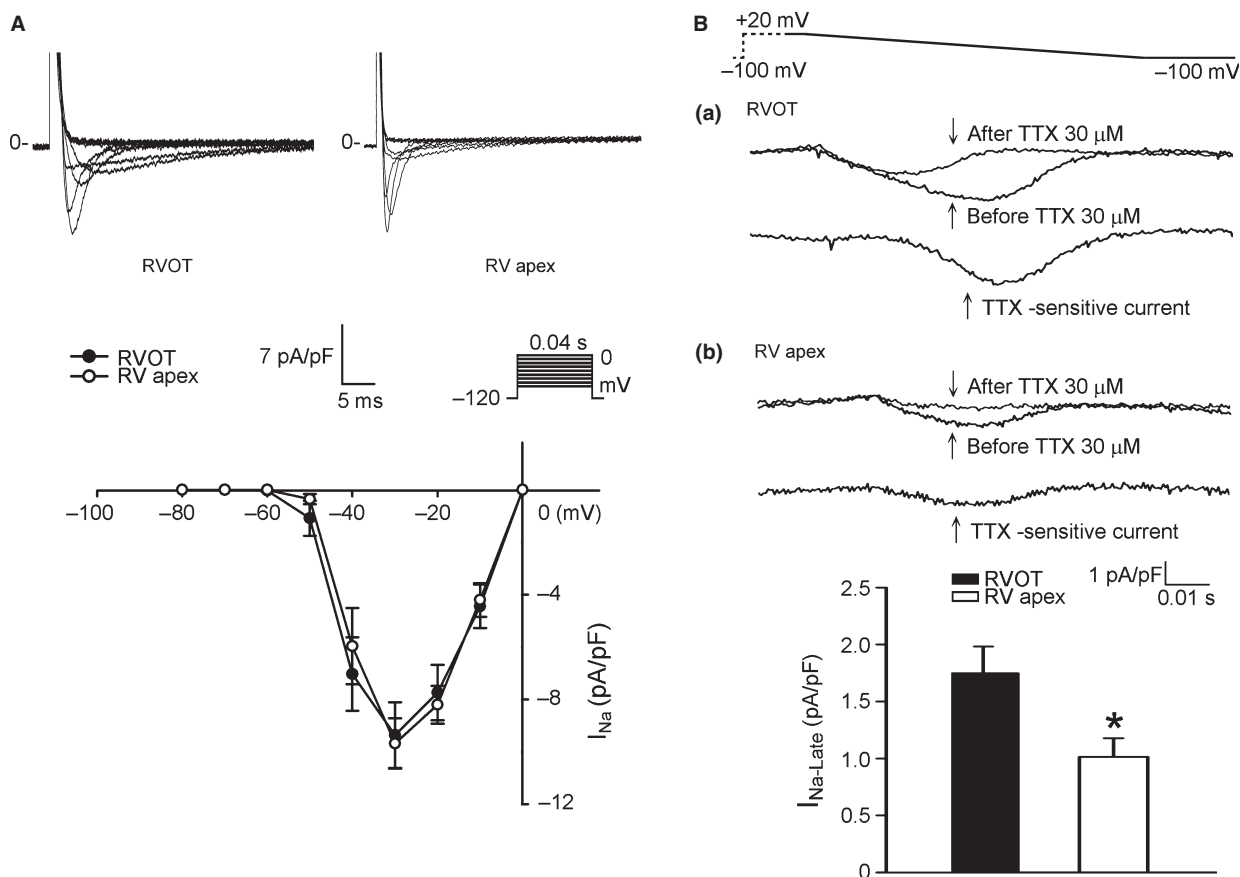 A
0-
0-
RVOT
RV apex
RVOT
RV apex
7 pA/pF
5 ms
0.04 s
0
mV
–120
–100
–80
–60
–40
–20
0 (mV)
–4
–8
–12
I Na (pA/pF)
B
+20 mV
–100 mV
–100 mV
(a) RVOT
After TTX 30 μM
Before TTX 30 μM
TTX -sensitive current
(b) RV apex
After TTX 30 μM
Before TTX 30 μM
TTX -sensitive current
RVOT
RV apex
1 pA/pF
0.01 s
2.5
2.0
1.5
1.0
0.5
0
I Na-Late (pA/pF)
*